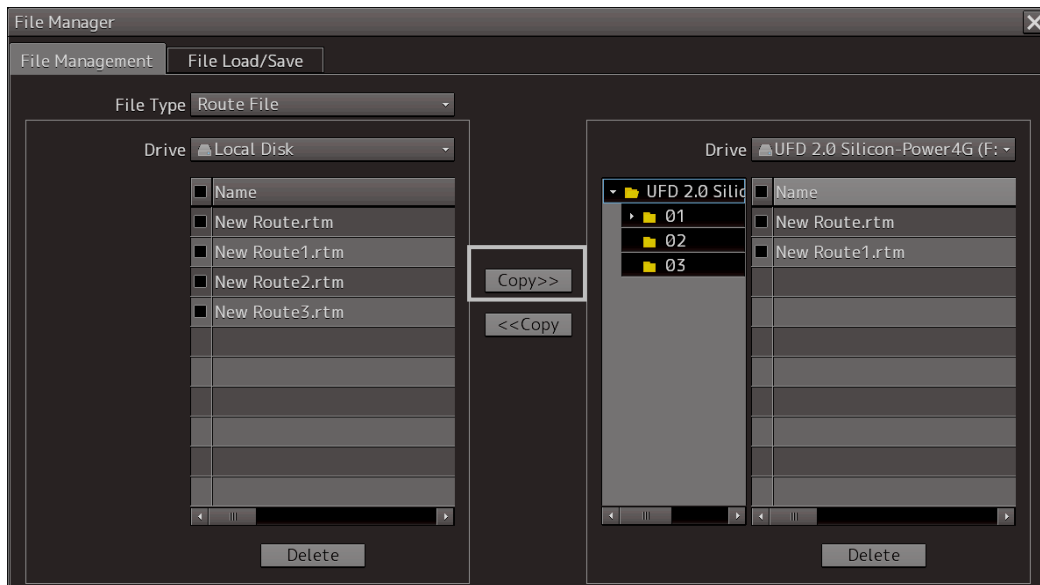 File Manager
File Management File Load/Save
File Type Route File
Drive Local Disk
Name
New Route.rtm
New Route1.rtm
New Route2.rtm
New Route3.rtm
Delete
Copy>>
<<Copy
Drive UFD 2.0 Silicon-Power4G (F:
UFD 2.0 Silic
01
02
03
Name
New Route.rtm
New Route1.rtm
Delete